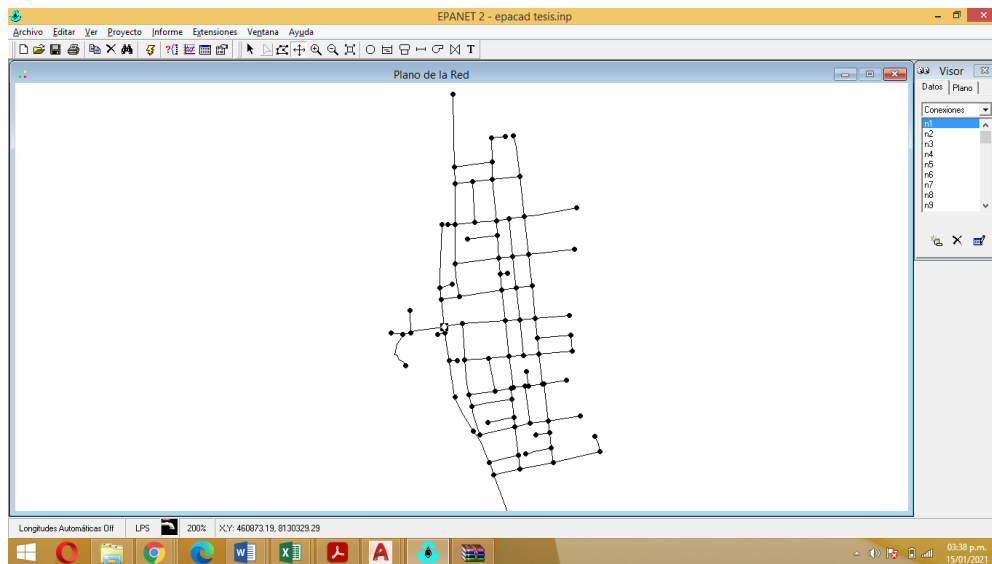 EPANET 2 - epacad tesis.inp
Archivo Editar Ver Proyecto Informe Extensiones Ventana Ayuda
T
Plano de la Red
Visor
Datos Plano
Conexiones
n1
n2
n3
n4
n5
n6
n7
n8
n9
Longitudes Automáticas Off LPS 200% X,Y: 460873.19, 8130329.29
03:38 p.m.
15/01/2021